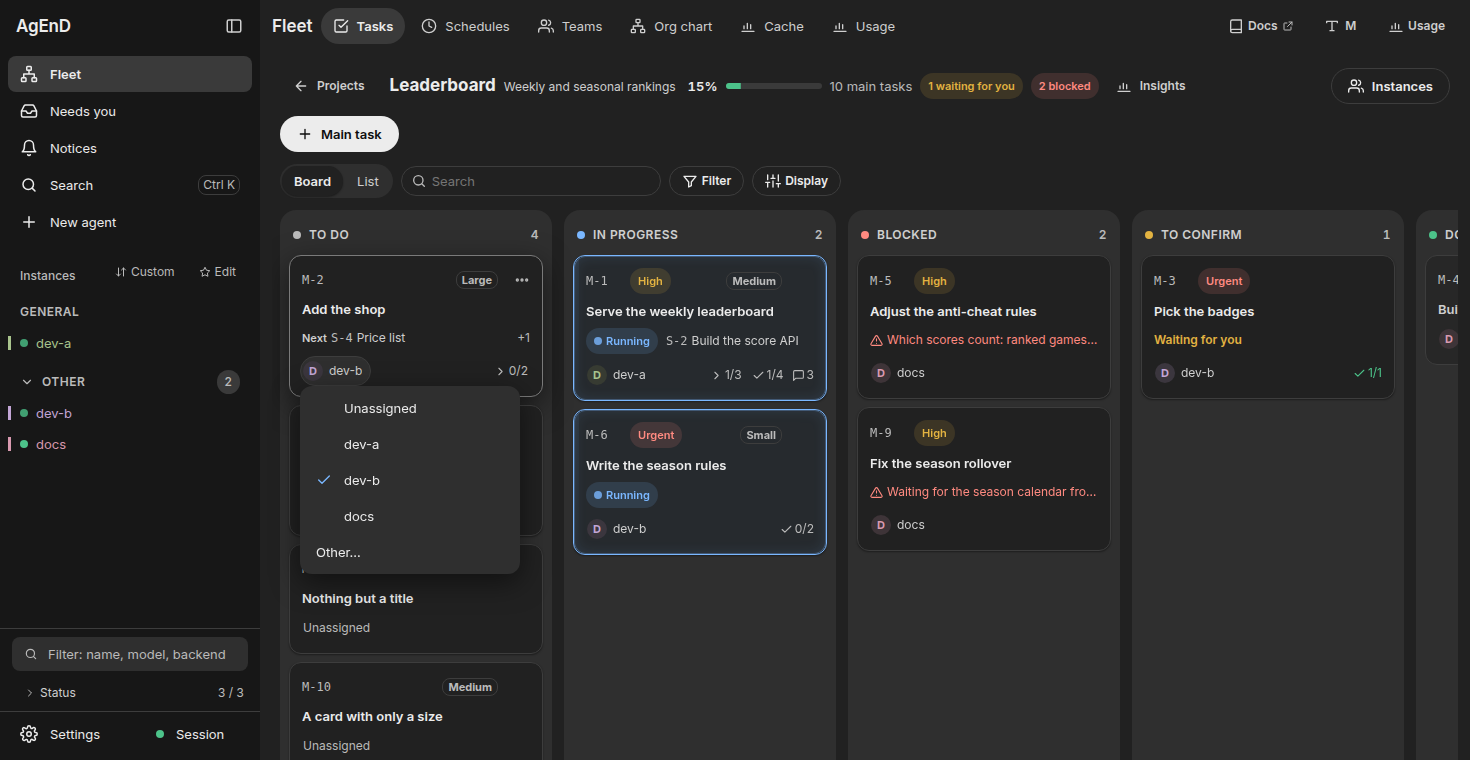 AgEnD
Fleet
Needs you
Notices
Search
Ctrl K
New agent
Instances
Custom
Edit
GENERAL
dev-a
OTHER
2
dev-b
docs
Filter: name, model, backend
Status
3 / 3
Settings
Session
Fleet
Tasks
Schedules
Teams
Org chart
Cache
Usage
Docs
M
Usage
Projects
Leaderboard
Weekly and seasonal rankings
15%
10 main tasks
1 waiting for you
2 blocked
Insights
Instances
Main task
Board
List
Search
Filter
Display
TO DO
4
M-2
Large
Add the shop
Next S-4 Price list
+1
D
dev-b
0/2
Unassigned
dev-a
dev-b
docs
Other...
Nothing but a title
Unassigned
M-10
Medium
A card with only a size
Unassigned
IN PROGRESS
2
M-1
High
Medium
Serve the weekly leaderboard
Running
S-2 Build the score API
D
dev-a
1/3
1/4
3
M-6
Urgent
Small
Write the season rules
Running
D
dev-b
0/2
BLOCKED
2
M-5
High
Adjust the anti-cheat rules
Which scores count: ranked games...
D
docs
M-9
High
Fix the season rollover
Waiting for the season calendar fro...
D
docs
TO CONFIRM
1
M-3
Urgent
Pick the badges
Waiting for you
D
dev-b
1/1
M-4
D